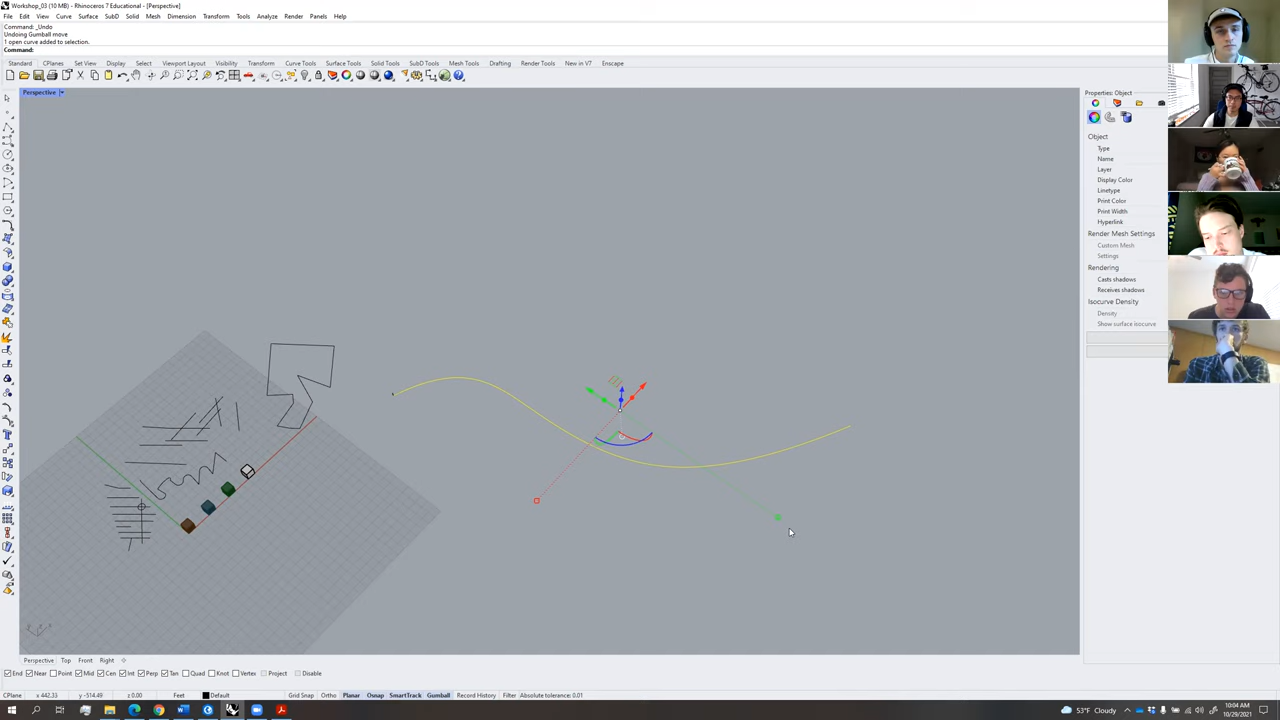 Workshop_03 (10 MB) - Rhinoceros 7 Educational - [Perspective]
File Edit View Curve Surface SubD Solid Mesh Dimension Transform Tools Analyze Render Panels Help
Command: _Undo
Undoing Gumball move.
1 open curve added to selection.
Command:
Standard CPlanes Set View Display Select Viewport Layout Visibility Transform Curve Tools Surface Tools Solid Tools SubD Tools Mesh Tools Render Tools Drafting New in V7 Enscape
Perspective
Properties: Object
Object
Type
Name
Layer
Display Color
Linetype
Print Color
Print Width
Hyperlink
Render Mesh Settings
Custom Mesh
Settings
Rendering
Casts shadows
Receives shadows
Isocurve Density
Density
Show surface isocurve
Perspective Top Front Right
End Near Point Mid Cen Int Perp Tan Quad Knot Vertex Project Disable
CPlane x 442.33 y -514.49 z 0.00 Feet Default Grid Snap Ortho Planar Osnap SmartTrack Gumball Record History Filter Absolute tolerance: 0.01
53°F Cloudy 10:04 AM
10/29/2021